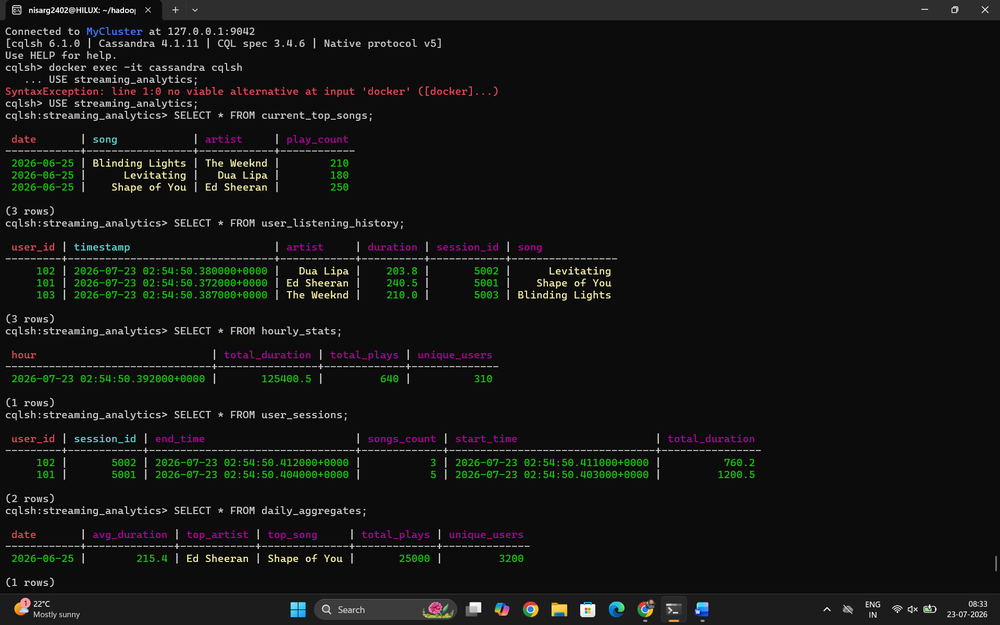 nisarg2402@HILUX: ~/hadoop
Connected to MyCluster at 127.0.0.1:9042
[cqlsh 6.1.0 | Cassandra 4.1.11 | CQL spec 3.4.6 | Native protocol v5]
Use HELP for help.
cqlsh> docker exec -it cassandra cqlsh
   ... USE streaming_analytics;
SyntaxException: line 1:0 no viable alternative at input 'docker' ([docker]...)
cqlsh> USE streaming_analytics;
cqlsh:streaming_analytics> SELECT * FROM current_top_songs;
 date       | song            | artist     | play_count
------------+-----------------+------------+------------
 2026-06-25 | Blinding Lights | The Weeknd |        210
 2026-06-25 |      Levitating |   Dua Lipa |        180
 2026-06-25 |    Shape of You | Ed Sheeran |        250
(3 rows)
cqlsh:streaming_analytics> SELECT * FROM user_listening_history;
 user_id | timestamp                       | artist     | duration | session_id | song
---------+---------------------------------+------------+----------+------------+-----------------
     102 | 2026-07-23 02:54:50.380000+0000 |   Dua Lipa |    203.8 |       5002 |      Levitating
     101 | 2026-07-23 02:54:50.372000+0000 | Ed Sheeran |    240.5 |       5001 |    Shape of You
     103 | 2026-07-23 02:54:50.387000+0000 | The Weeknd |    210.0 |       5003 | Blinding Lights
(3 rows)
cqlsh:streaming_analytics> SELECT * FROM hourly_stats;
 hour                            | total_duration | total_plays | unique_users
---------------------------------+----------------+-------------+--------------
 2026-07-23 02:54:50.392000+0000 |       125400.5 |         640 |          310
(1 rows)
cqlsh:streaming_analytics> SELECT * FROM user_sessions;
 user_id | session_id | end_time                        | songs_count | start_time                      | total_duration
---------+------------+---------------------------------+-------------+---------------------------------+----------------
     102 |       5002 | 2026-07-23 02:54:50.412000+0000 |           3 | 2026-07-23 02:54:50.411000+0000 |          760.2
     101 |       5001 | 2026-07-23 02:54:50.404000+0000 |           5 | 2026-07-23 02:54:50.403000+0000 |         1200.5
(2 rows)
cqlsh:streaming_analytics> SELECT * FROM daily_aggregates;
 date       | avg_duration | top_artist | top_song     | total_plays | unique_users
------------+--------------+------------+--------------+-------------+--------------
 2026-06-25 |        215.4 | Ed Sheeran | Shape of You |       25000 |         3200
(1 rows)
1
22°C
Mostly sunny
Search
ENG
IN
08:33
23-07-2026